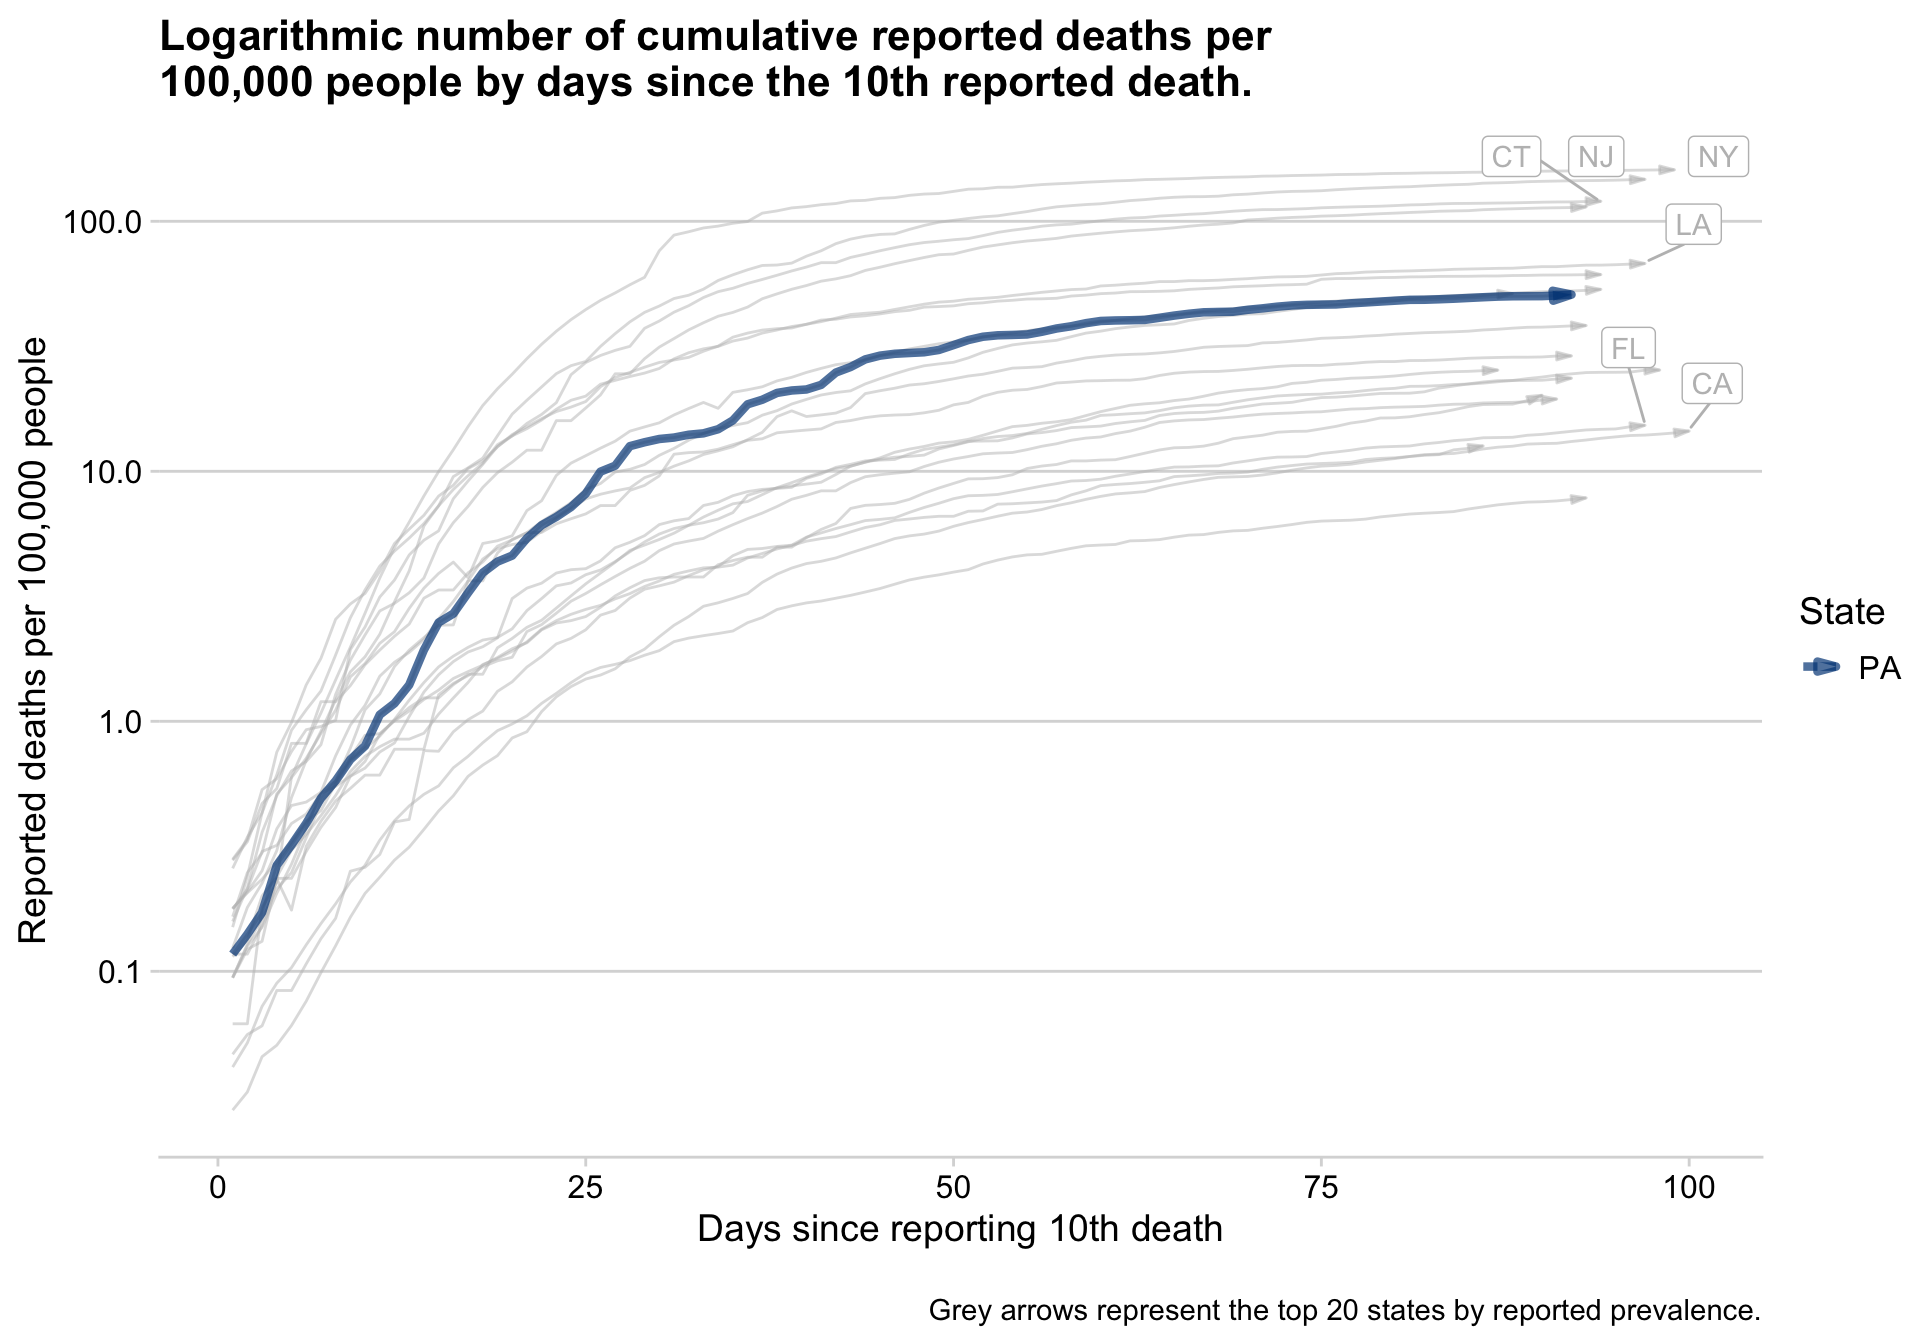 Logarithmic number of cumulative reported deaths per
100,000 people by days since the 10th reported death.
CT
NJ
NY
LA
FL
CA
100.0
10.0
1.0
0.1
Reported deaths per 100,000 people
0
25
50
75
100
Days since reporting 10th death
State
PA
Grey arrows represent the top 20 states by reported prevalence.